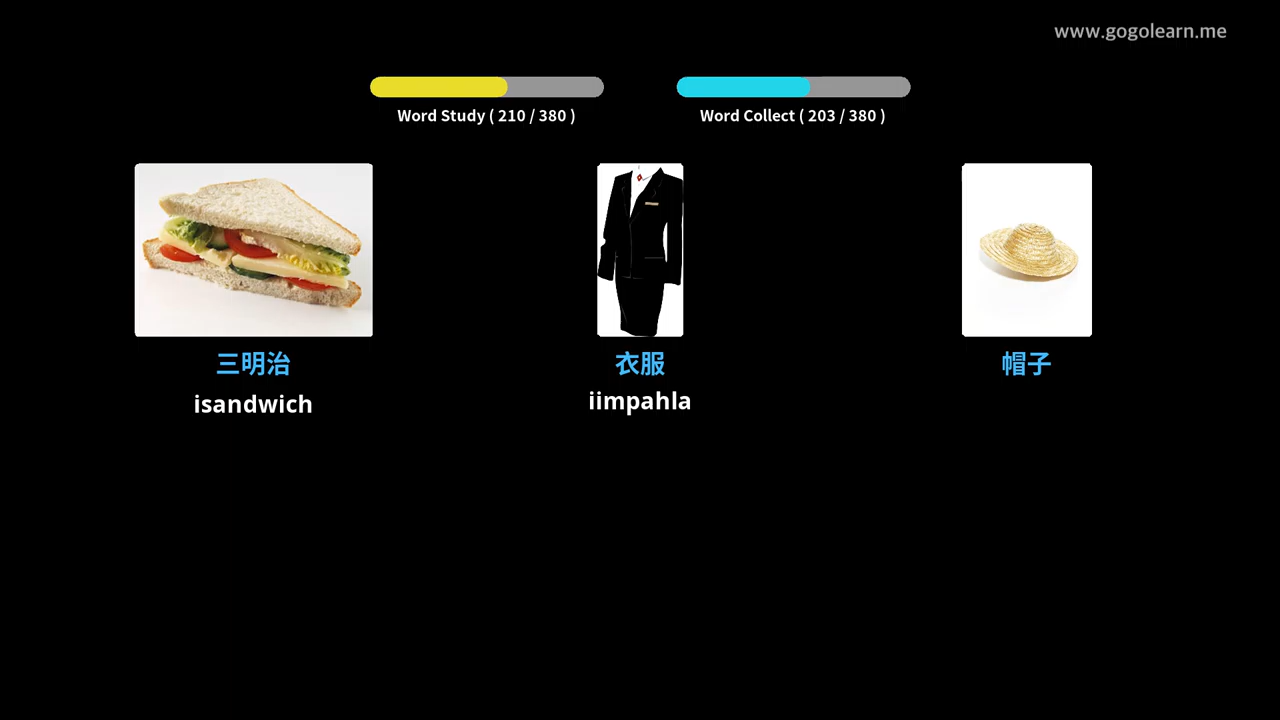 www.gogolearn.me
Word Study ( 210 / 380 )
Word Collect ( 203 / 380 )
三明治
衣服
帽子
isandwich
iimpahla